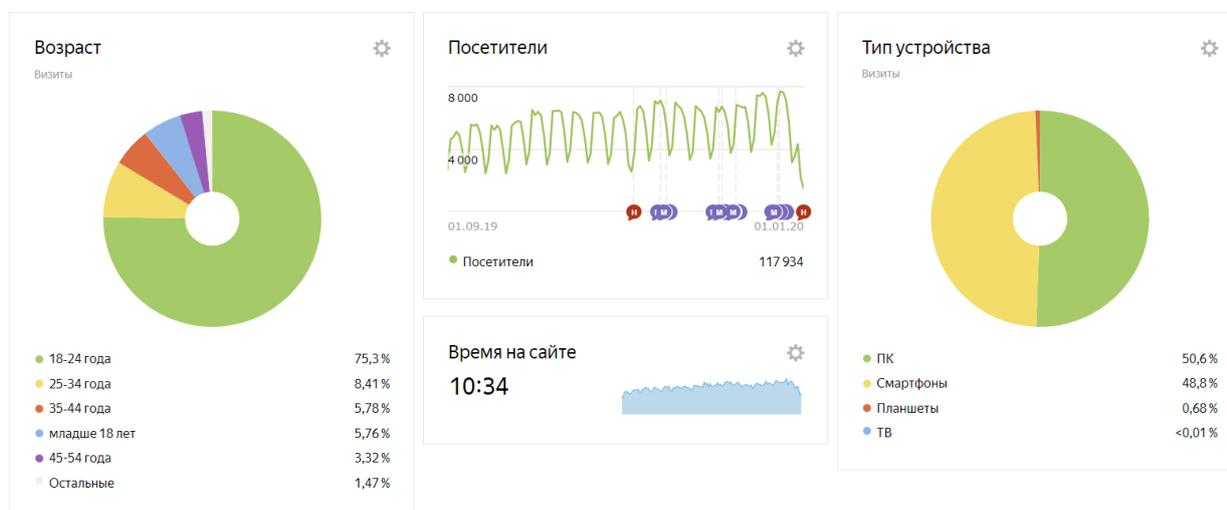 Возраст
Визиты
18-24 года 75,3 %
25-34 года 8,41 %
35-44 года 5,78 %
младше 18 лет 5,76 %
45-54 года 3,32 %
Остальные 1,47 %
Посетители
8 000
4 000
Н М М М Н
01.09.19 01.01.20
Посетители 117 934
Время на сайте
10:34
Тип устройства
Визиты
ПК 50,6 %
Смартфоны 48,8 %
Планшеты 0,68 %
ТВ <0,01 %